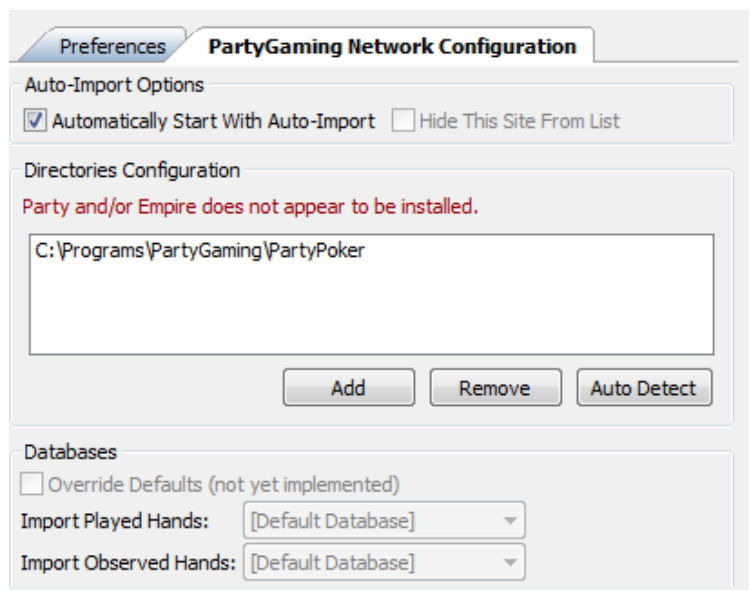 Preferences PartyGaming Network Configuration
Auto-Import Options
Automatically Start With Auto-Import Hide This Site From List
Directories Configuration
Party and/or Empire does not appear to be installed.
C:\Programs\PartyGaming\PartyPoker
Add Remove Auto Detect
Databases
Override Defaults (not yet implemented)
Import Played Hands: [Default Database]
Import Observed Hands: [Default Database]